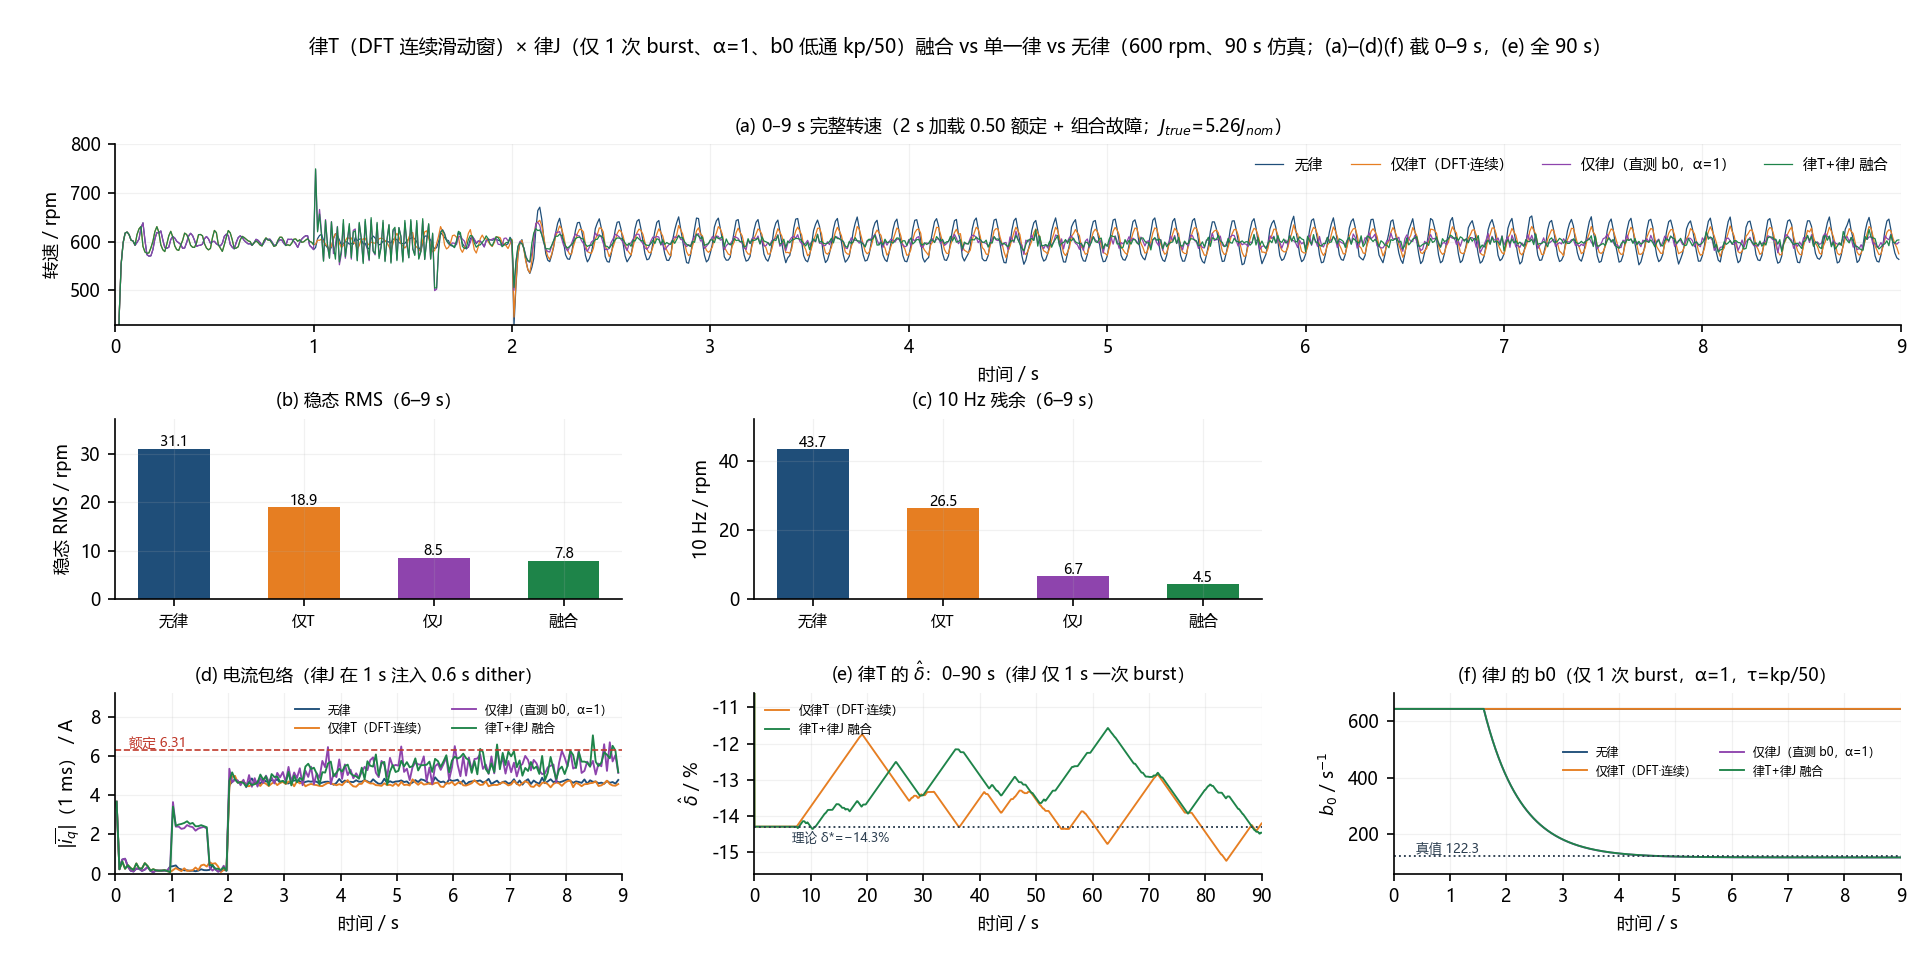 律T（DFT 连续滑动窗）× 律J（仅 1 次 burst、α=1、b0 低通 kp/50）融合 vs 单一律 vs 无律（600 rpm、90 s 仿真；(a)–(d)(f) 截 0–9 s，(e) 全 90 s）
(a) 0–9 s 完整转速（2 s 加载 0.50 额定 + 组合故障；J_true=5.26J_nom）
转速 / rpm
800
700
600
500
无律
仅律T（DFT·连续）
仅律J（直测 b0，α=1）
律T+律J 融合
0 1 2 3 4 5 6 7 8 9
时间 / s
(b) 稳态 RMS（6–9 s）
稳态 RMS / rpm
30
20
10
0
31.1
18.9
8.5
7.8
无律 仅T 仅J 融合
(c) 10 Hz 残余（6–9 s）
10 Hz / rpm
40
20
0
43.7
26.5
6.7
4.5
无律 仅T 仅J 融合
(d) 电流包络（律J 在 1 s 注入 0.6 s dither）
|i_q|（1 ms） / A
8
6
4
2
0
无律
仅律T（DFT·连续）
仅律J（直测 b0，α=1）
律T+律J 融合
额定 6.31
0 1 2 3 4 5 6 7 8 9
时间 / s
(e) 律T 的 δ̂：0–90 s（律J 仅 1 s 一次 burst）
δ̂ / %
-11
-12
-13
-14
-15
仅律T（DFT·连续）
律T+律J 融合
理论 δ*=−14.3%
0 10 20 30 40 50 60 70 80 90
时间 / s
(f) 律J 的 b0（仅 1 次 burst，α=1，τ=kp/50）
b₀ / s⁻¹
600
400
200
无律
仅律T（DFT·连续）
仅律J（直测 b0，α=1）
律T+律J 融合
真值 122.3
0 1 2 3 4 5 6 7 8 9
时间 / s